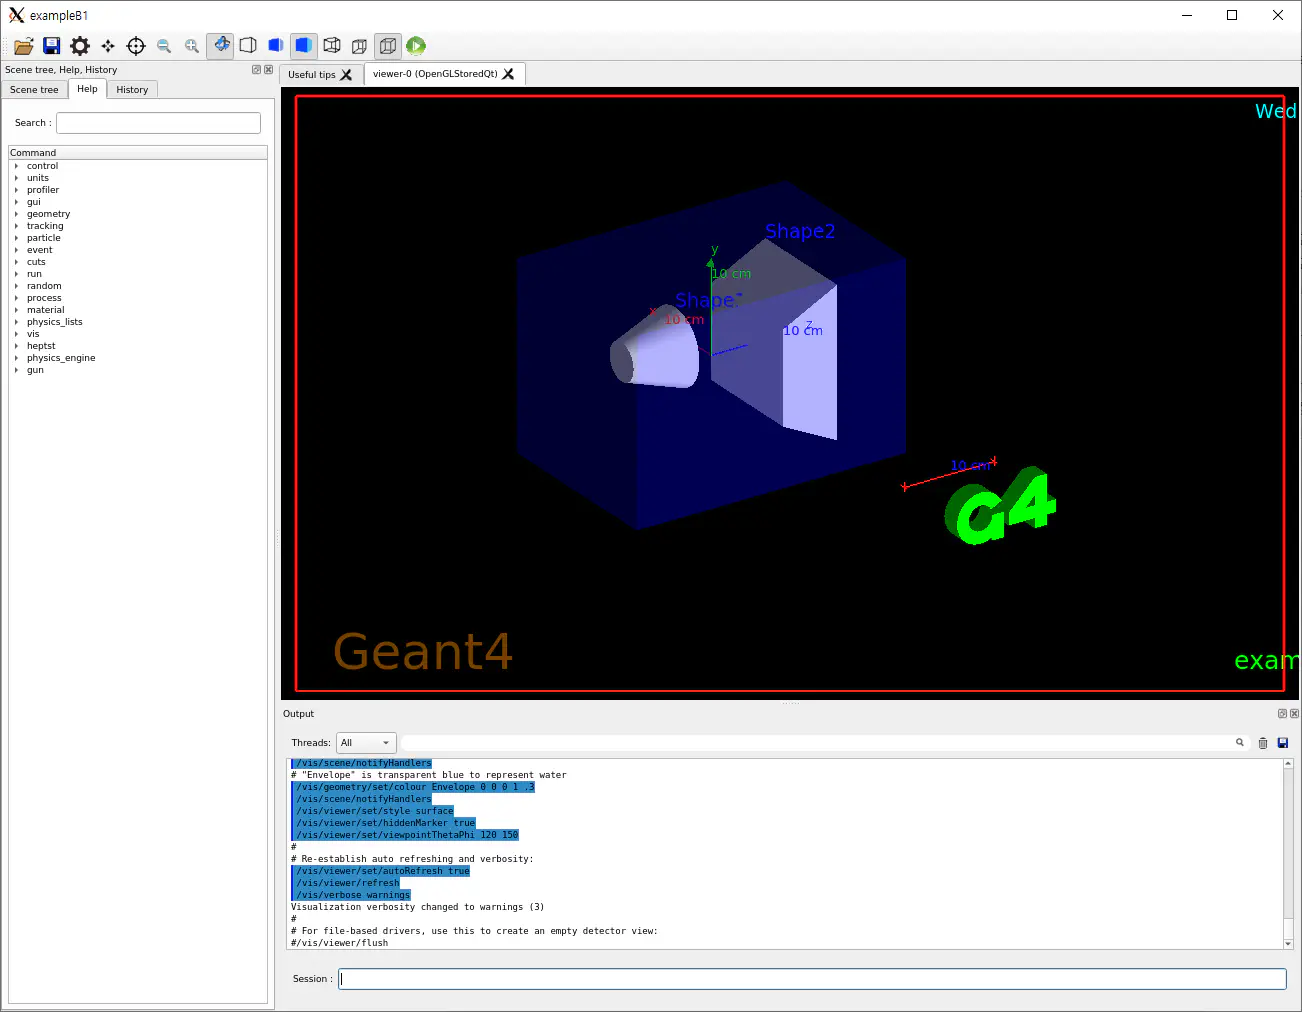 exampleB1
Scene tree, Help, History
Useful tips
viewer-0 (OpenGLStoredQt)
Scene tree
Help
History
Search :
Command
control
units
profiler
gui
geometry
tracking
particle
event
cuts
run
random
process
material
physics_lists
vis
heptst
physics_engine
gun
Wed
Shape2
y
10 cm
Shape
x
10 cm
z
10 cm
10 cm
G4
Geant4
exam
Output
Threads:
All
/vis/scene/notifyHandlers
# "Envelope" is transparent blue to represent water
/vis/geometry/set/colour Envelope 0 0 0 1 .3
/vis/scene/notifyHandlers
/vis/viewer/set/style surface
/vis/viewer/set/hiddenMarker true
/vis/viewer/set/viewpointThetaPhi 120 150
#
# Re-establish auto refreshing and verbosity:
/vis/viewer/set/autoRefresh true
/vis/viewer/refresh
/vis/verbose warnings
Visualization verbosity changed to warnings (3)
#
# For file-based drivers, use this to create an empty detector view:
#/vis/viewer/flush
Session :